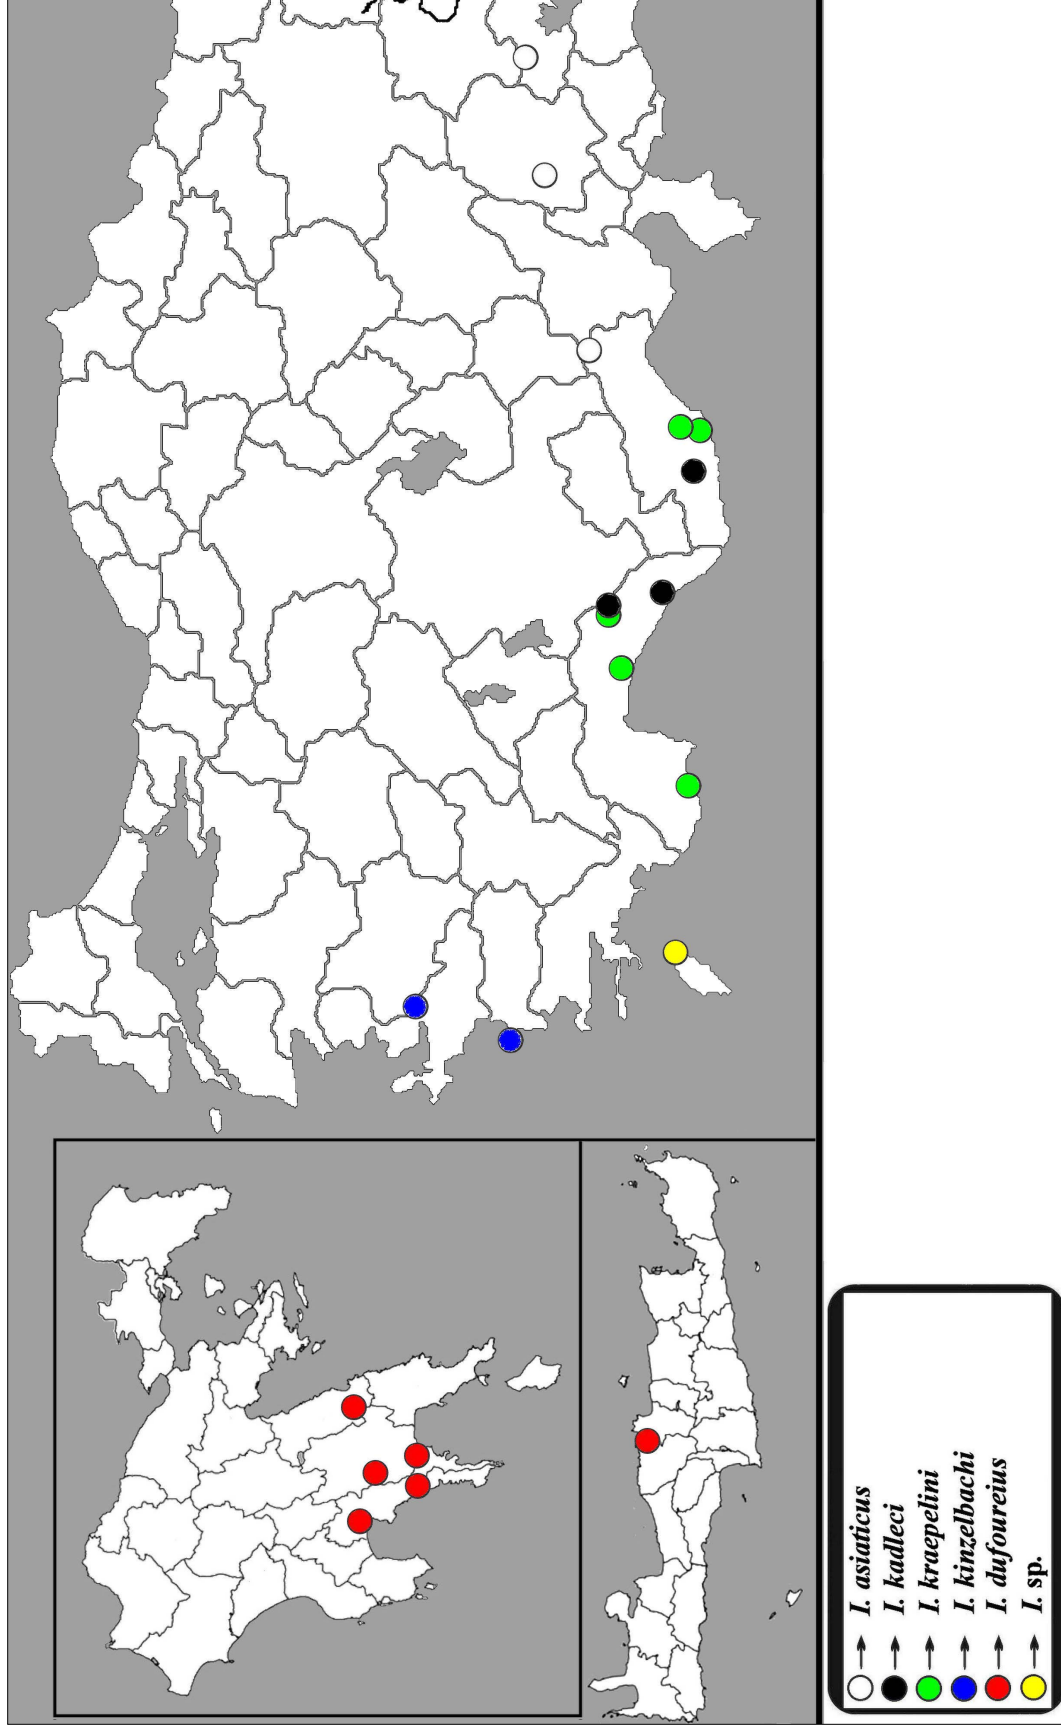 I. asiaticus
I. kadleci
I. kraepelini
I. kinzelbachi
I. dufoureius
I. sp.